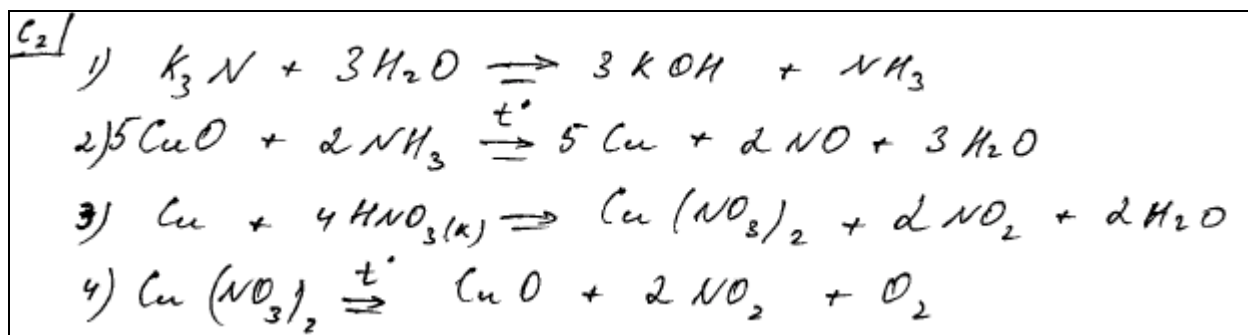 C₂
1) K₃N + 3H₂O ⇒ 3KOH + NH₃
2) 5CuO + 2NH₃ =t°⇒ 5Cu + 2NO + 3H₂O
3) Cu + 4HNO₃(к) ⇒ Cu(NO₃)₂ + 2NO₂ + 2H₂O
4) Cu(NO₃)₂ =t°⇒ CuO + 2NO₂ + O₂